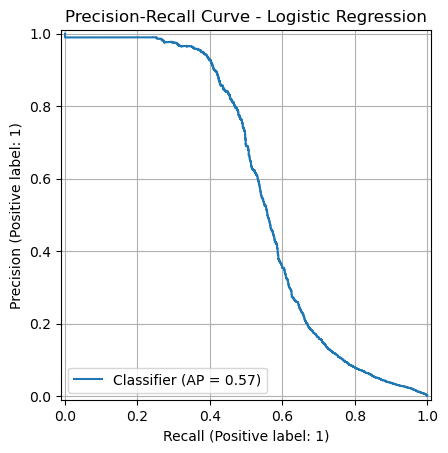 Precision-Recall Curve - Logistic Regression
1.0
0.8
0.6
0.4
0.2
0.0
Precision (Positive label: 1)
Classifier (AP = 0.57)
0.0 0.2 0.4 0.6 0.8 1.0
Recall (Positive label: 1)